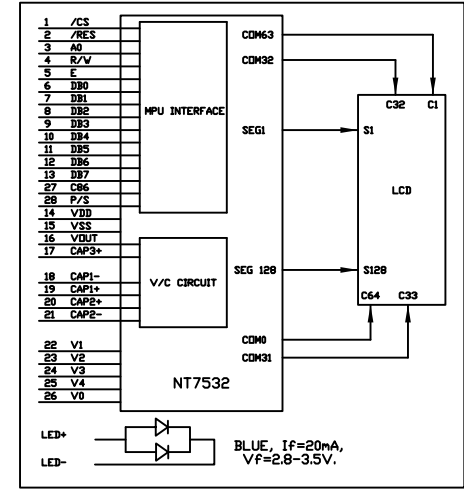 1 /CS
2 /RES
3 A0
4 R/W
5 E
6 DB0
7 DB1
8 DB2
9 DB3
10 DB4
11 DB5
12 DB6
13 DB7
27 C86
28 P/S
14 VDD
15 VSS
16 VOUT
17 CAP3+
18 CAP1-
19 CAP1+
20 CAP2+
21 CAP2-
22 V1
23 V2
24 V3
25 V4
26 V0
MPU INTERFACE
V/C CIRCUIT
NT7532
COM63
COM32
SEG1
SEG 128
COM0
COM31
C32 C1
S1
LCD
S128
C64 C33
LED+
LED-
BLUE, If=20mA,
Vf=2.8-3.5V.